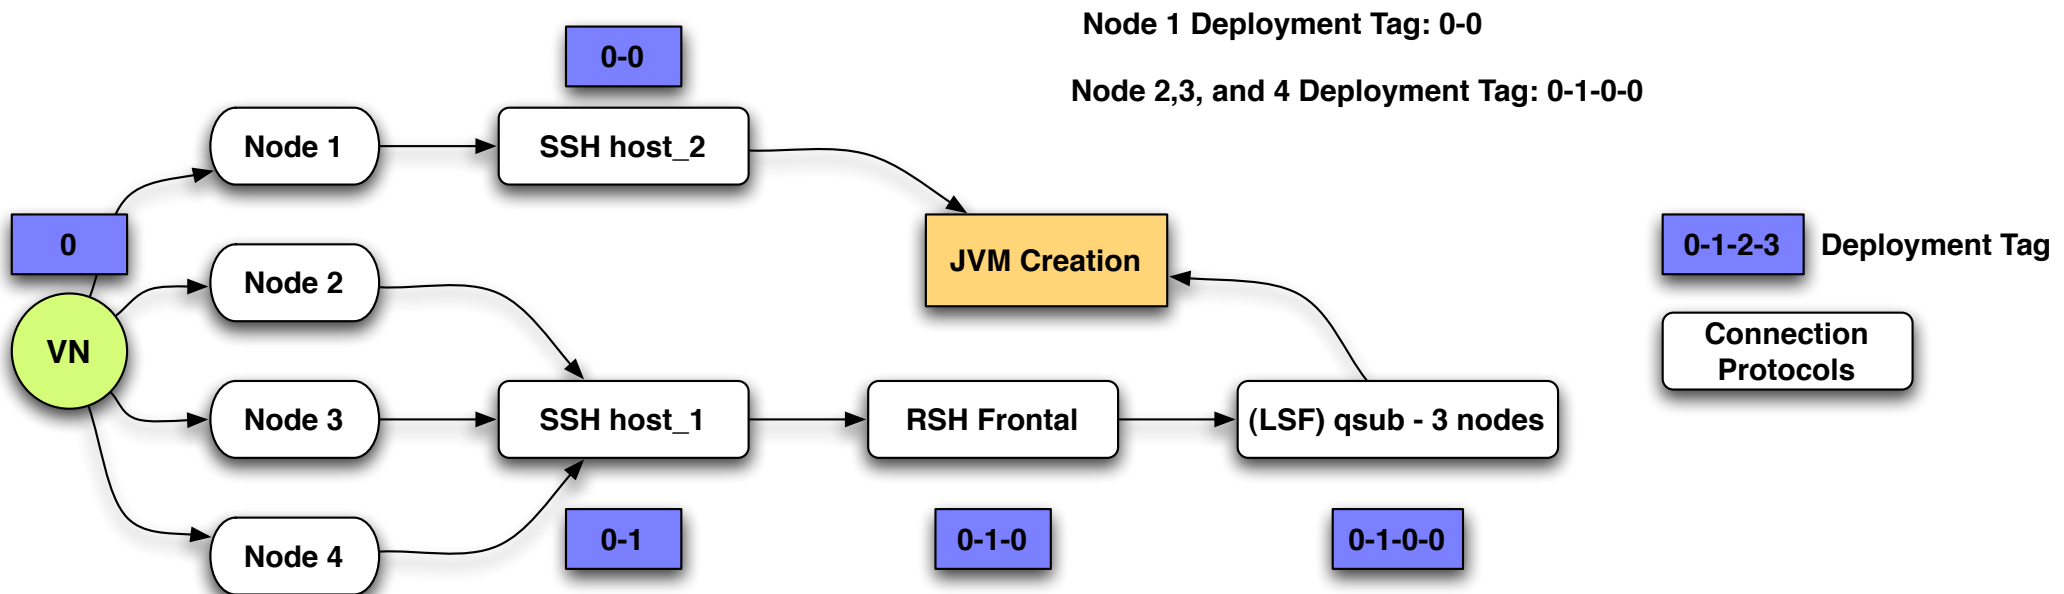 Node 1 Deployment Tag: 0-0
0-0
Node 2,3, and 4 Deployment Tag: 0-1-0-0
Node 1
SSH host_2
0
JVM Creation
0-1-2-3
Deployment Tag
Node 2
VN
Connection
Protocols
Node 3
SSH host_1
RSH Frontal
(LSF) qsub - 3 nodes
Node 4
0-1
0-1-0
0-1-0-0